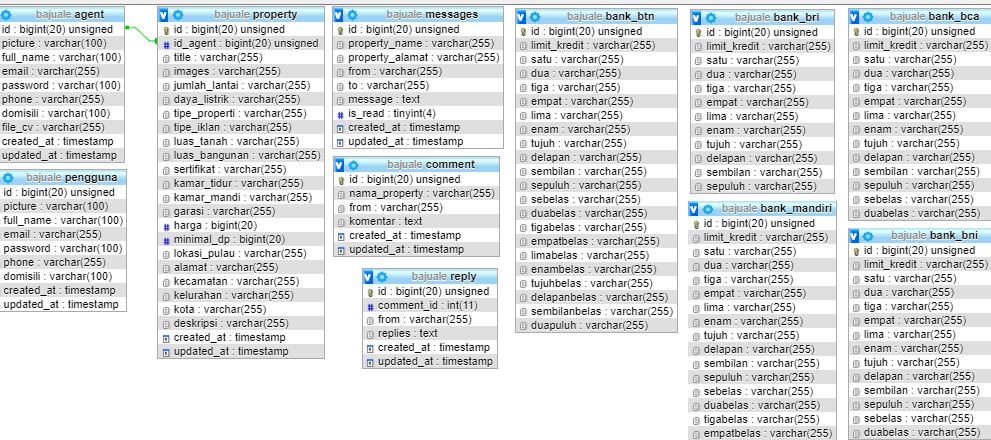 bajuale agent
id : bigint(20) unsigned
picture : varchar(100)
full_name : varchar(100)
email : varchar(255)
password : varchar(100)
phone : varchar(255)
domisili : varchar(100)
file_cv : varchar(255)
created_at : timestamp
updated_at : timestamp
bajuale pengguna
id : bigint(20) unsigned
picture : varchar(100)
full_name : varchar(100)
email : varchar(255)
password : varchar(100)
phone : varchar(255)
domisili : varchar(100)
created_at : timestamp
updated_at : timestamp
bajuale property
id : bigint(20) unsigned
id_agent : bigint(20) unsigned
title : varchar(255)
images : varchar(255)
jumlah_lantai : varchar(255)
daya_listrik : varchar(255)
tipe_properti : varchar(255)
tipe_iklan : varchar(255)
luas_tanah : varchar(255)
luas_bangunan : varchar(255)
sertifikat : varchar(255)
kamar_tidur : varchar(255)
kamar_mandi : varchar(255)
garasi : varchar(255)
harga : bigint(20)
minimal_dp : bigint(20)
lokasi_pulau : varchar(255)
alamat : varchar(255)
kecamatan : varchar(255)
kelurahan : varchar(255)
kota : varchar(255)
deskripsi : varchar(255)
created_at : timestamp
updated_at : timestamp
bajuale messages
id : bigint(20) unsigned
property_name : varchar(255)
property_alamat : varchar(255)
from : varchar(255)
to : varchar(255)
message : text
is_read : tinyint(4)
created_at : timestamp
updated_at : timestamp
bajuale comment
id : bigint(20) unsigned
nama_property : varchar(255)
from : varchar(255)
komentar : text
created_at : timestamp
updated_at : timestamp
bajuale reply
id : bigint(20) unsigned
comment_id : int(11)
from : varchar(255)
replies : text
created_at : timestamp
updated_at : timestamp
bajuale bank_btn
id : bigint(20) unsigned
limit_kredit : varchar(255)
satu : varchar(255)
dua : varchar(255)
tiga : varchar(255)
empat : varchar(255)
lima : varchar(255)
enam : varchar(255)
tujuh : varchar(255)
delapan : varchar(255)
sembilan : varchar(255)
sepuluh : varchar(255)
sebelas : varchar(255)
duabelas : varchar(255)
tigabelas : varchar(255)
empatbelas : varchar(255)
limabelas : varchar(255)
enambelas : varchar(255)
tujuhbelas : varchar(255)
delapanbelas : varchar(255)
sembilanbelas : varchar(255)
duapuluh : varchar(255)
bajuale bank_bri
id : bigint(20) unsigned
limit_kredit : varchar(255)
satu : varchar(255)
dua : varchar(255)
tiga : varchar(255)
empat : varchar(255)
lima : varchar(255)
enam : varchar(255)
tujuh : varchar(255)
delapan : varchar(255)
sembilan : varchar(255)
sepuluh : varchar(255)
bajuale bank_mandiri
id : bigint(20) unsigned
limit_kredit : varchar(255)
satu : varchar(255)
dua : varchar(255)
tiga : varchar(255)
empat : varchar(255)
lima : varchar(255)
enam : varchar(255)
tujuh : varchar(255)
delapan : varchar(255)
sembilan : varchar(255)
sepuluh : varchar(255)
sebelas : varchar(255)
duabelas : varchar(255)
tigabelas : varchar(255)
empatbelas : varchar(255)
bajuale bank_bca
id : bigint(20) unsigned
limit_kredit : varchar(255)
satu : varchar(255)
dua : varchar(255)
tiga : varchar(255)
empat : varchar(255)
lima : varchar(255)
enam : varchar(255)
tujuh : varchar(255)
delapan : varchar(255)
sembilan : varchar(255)
sepuluh : varchar(255)
sebelas : varchar(255)
duabelas : varchar(255)
bajuale bank_bni
id : bigint(20) unsigned
limit_kredit : varchar(255)
satu : varchar(255)
dua : varchar(255)
tiga : varchar(255)
empat : varchar(255)
lima : varchar(255)
enam : varchar(255)
tujuh : varchar(255)
delapan : varchar(255)
sembilan : varchar(255)
sepuluh : varchar(255)
sebelas : varchar(255)
duabelas : varchar(255)